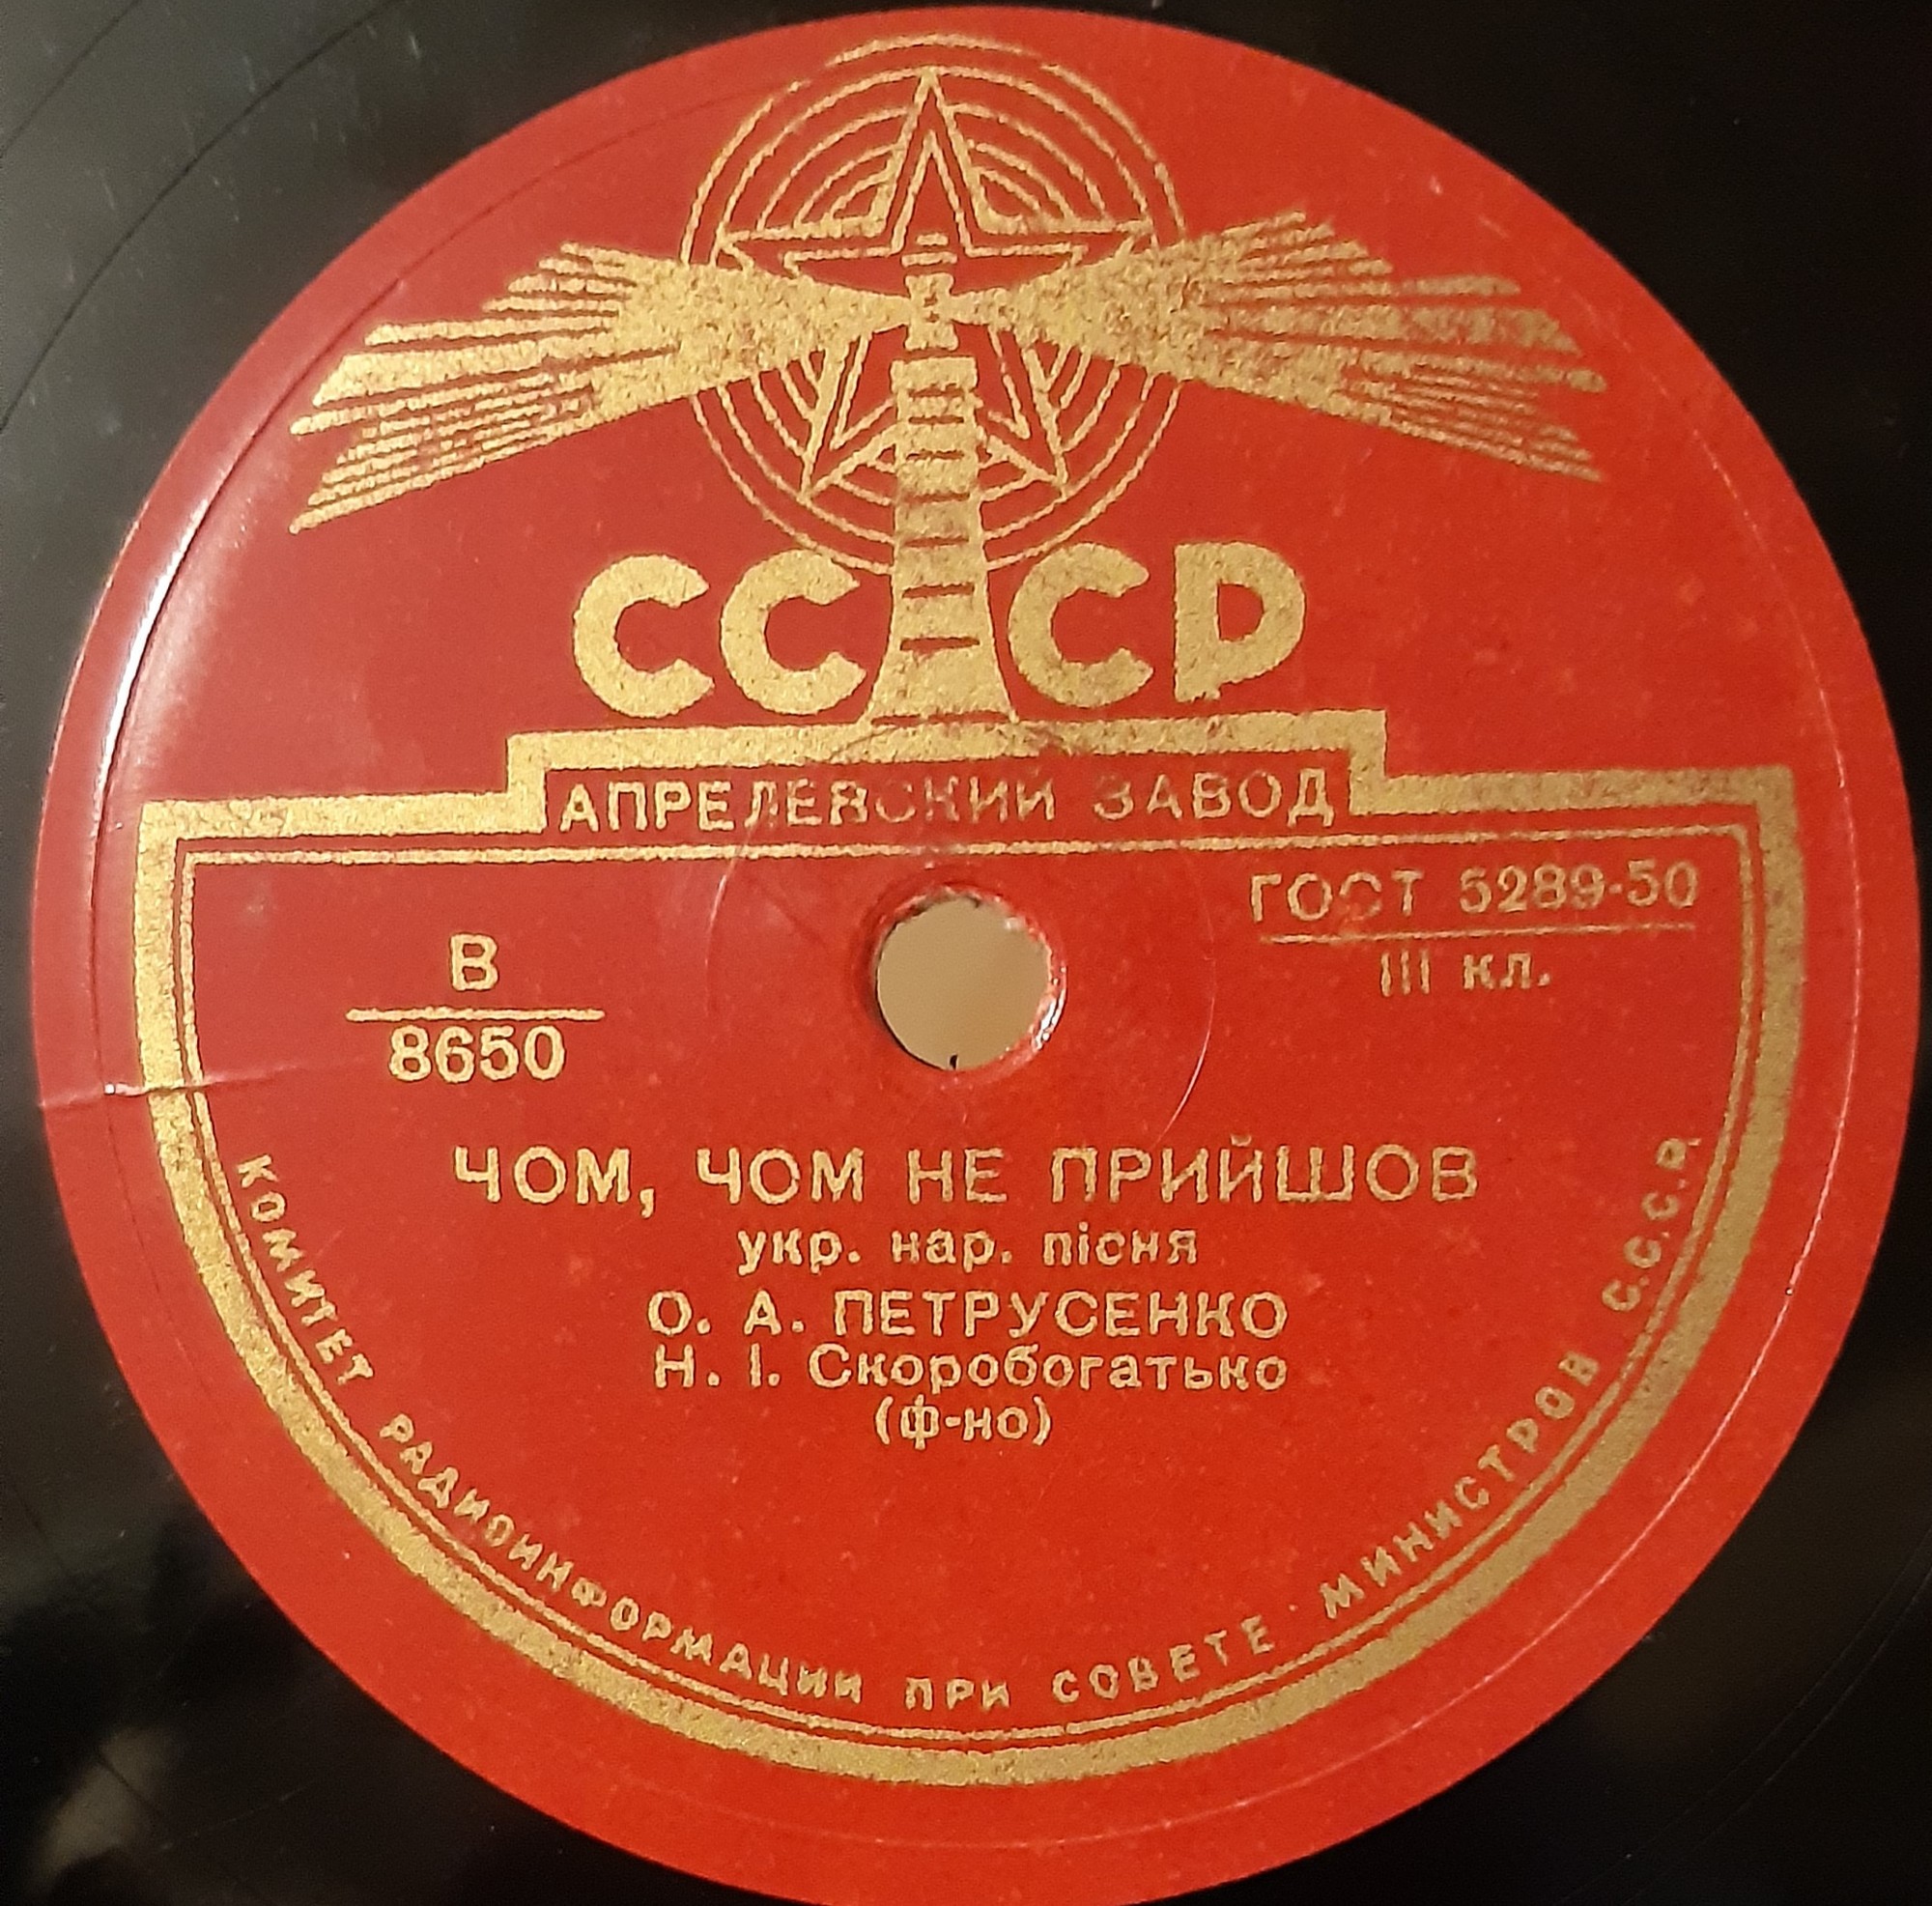 СССР
АПРЕЛЕВСКИЙ ЗАВОД
ГОСТ 5289-50
III кл.
В
8650
ЧОМ, ЧОМ НЕ ПРИЙШОВ
укр. нар. пісня
О. А. ПЕТРУСЕНКО
Н. І. Скоробогатько
(ф-но)
КОМИТЕТ РАДИОИНФОРМАЦИИ ПРИ СОВЕТЕ МИНИСТРОВ С.С.С.Р.